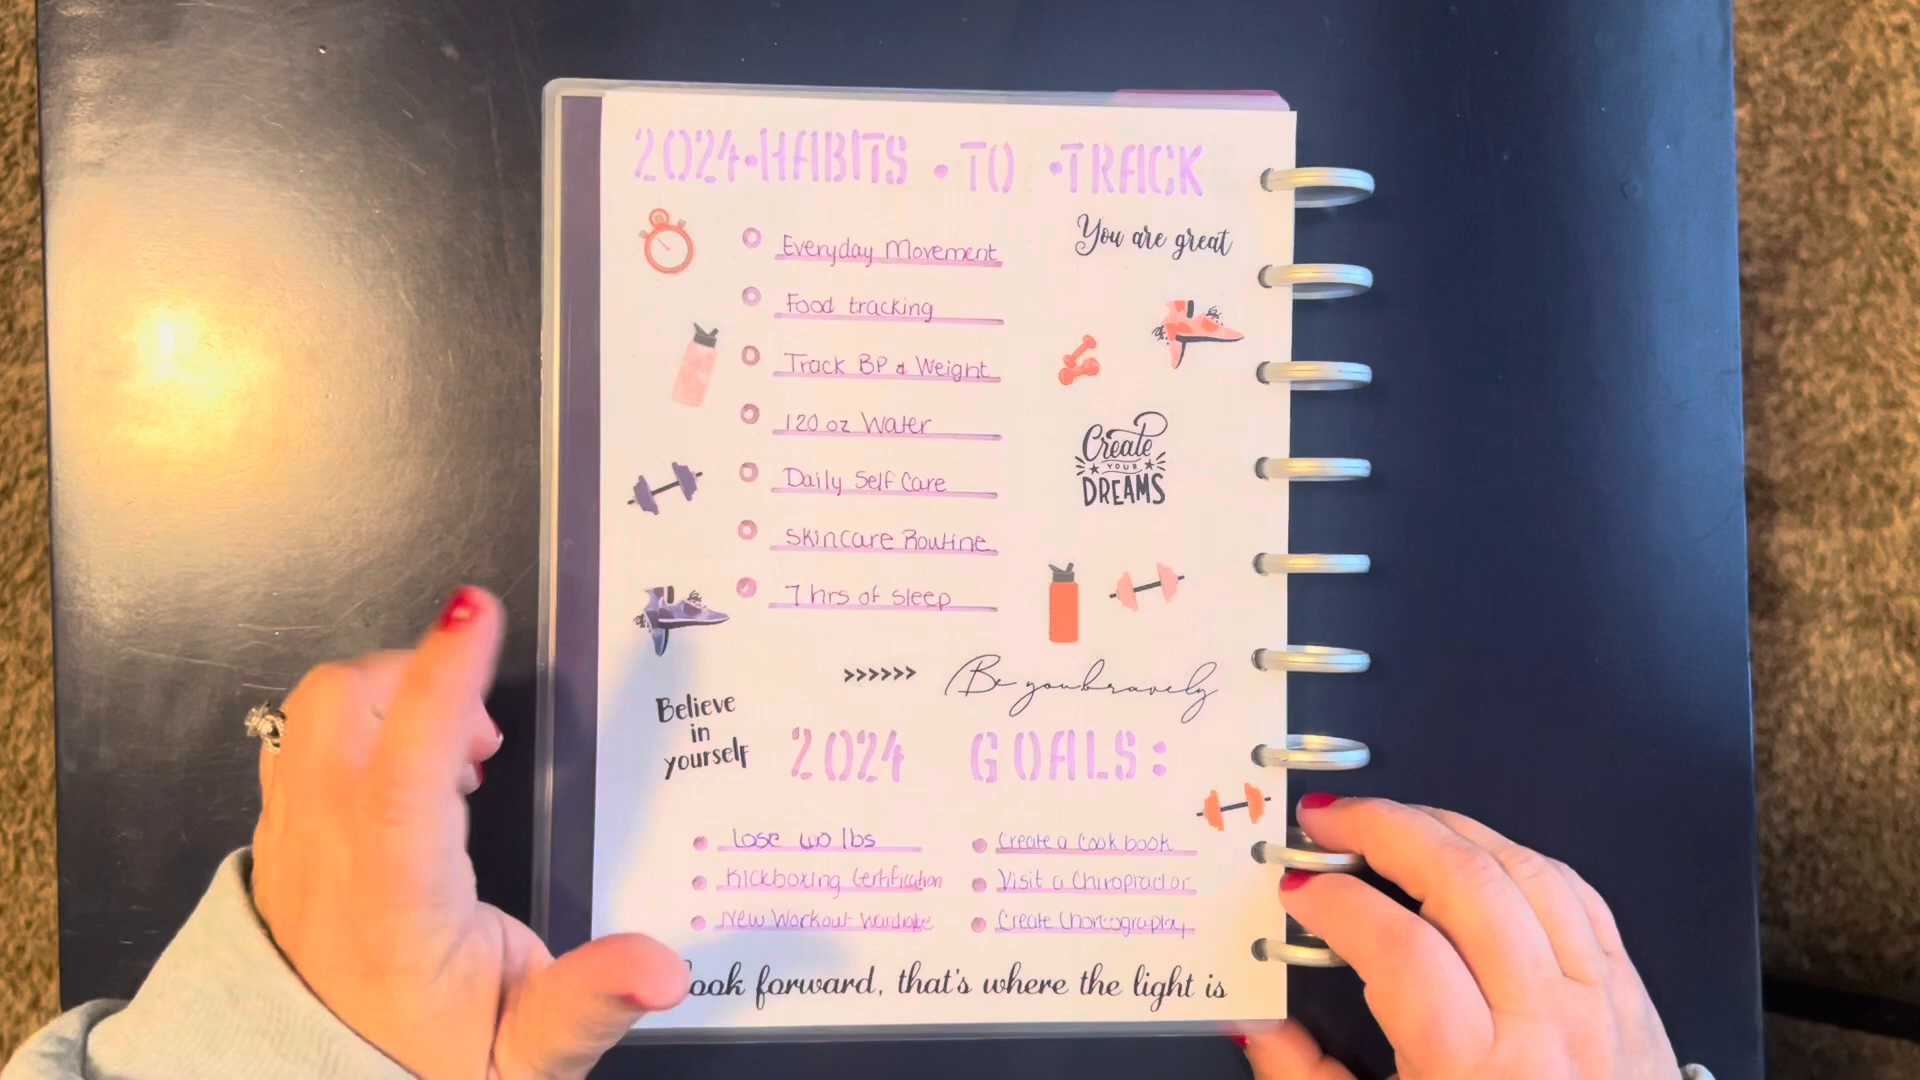 2024•HABITS •TO •TRACK
You are great
Everyday Movement
Food tracking
Track BP & Weight
120 oz Water
Create
YOUR
DREAMS
Daily Self Care
Skincare Routine
7 hrs of sleep
>>>>>> Be you bravely
Believe
in
yourself
2024 GOALS:
Lose 60 lbs
Create a Cook book
Kickboxing Certification
Visit a Chiropractor
New Workout Wardrobe
Create Choreography
forward, that's where the light is